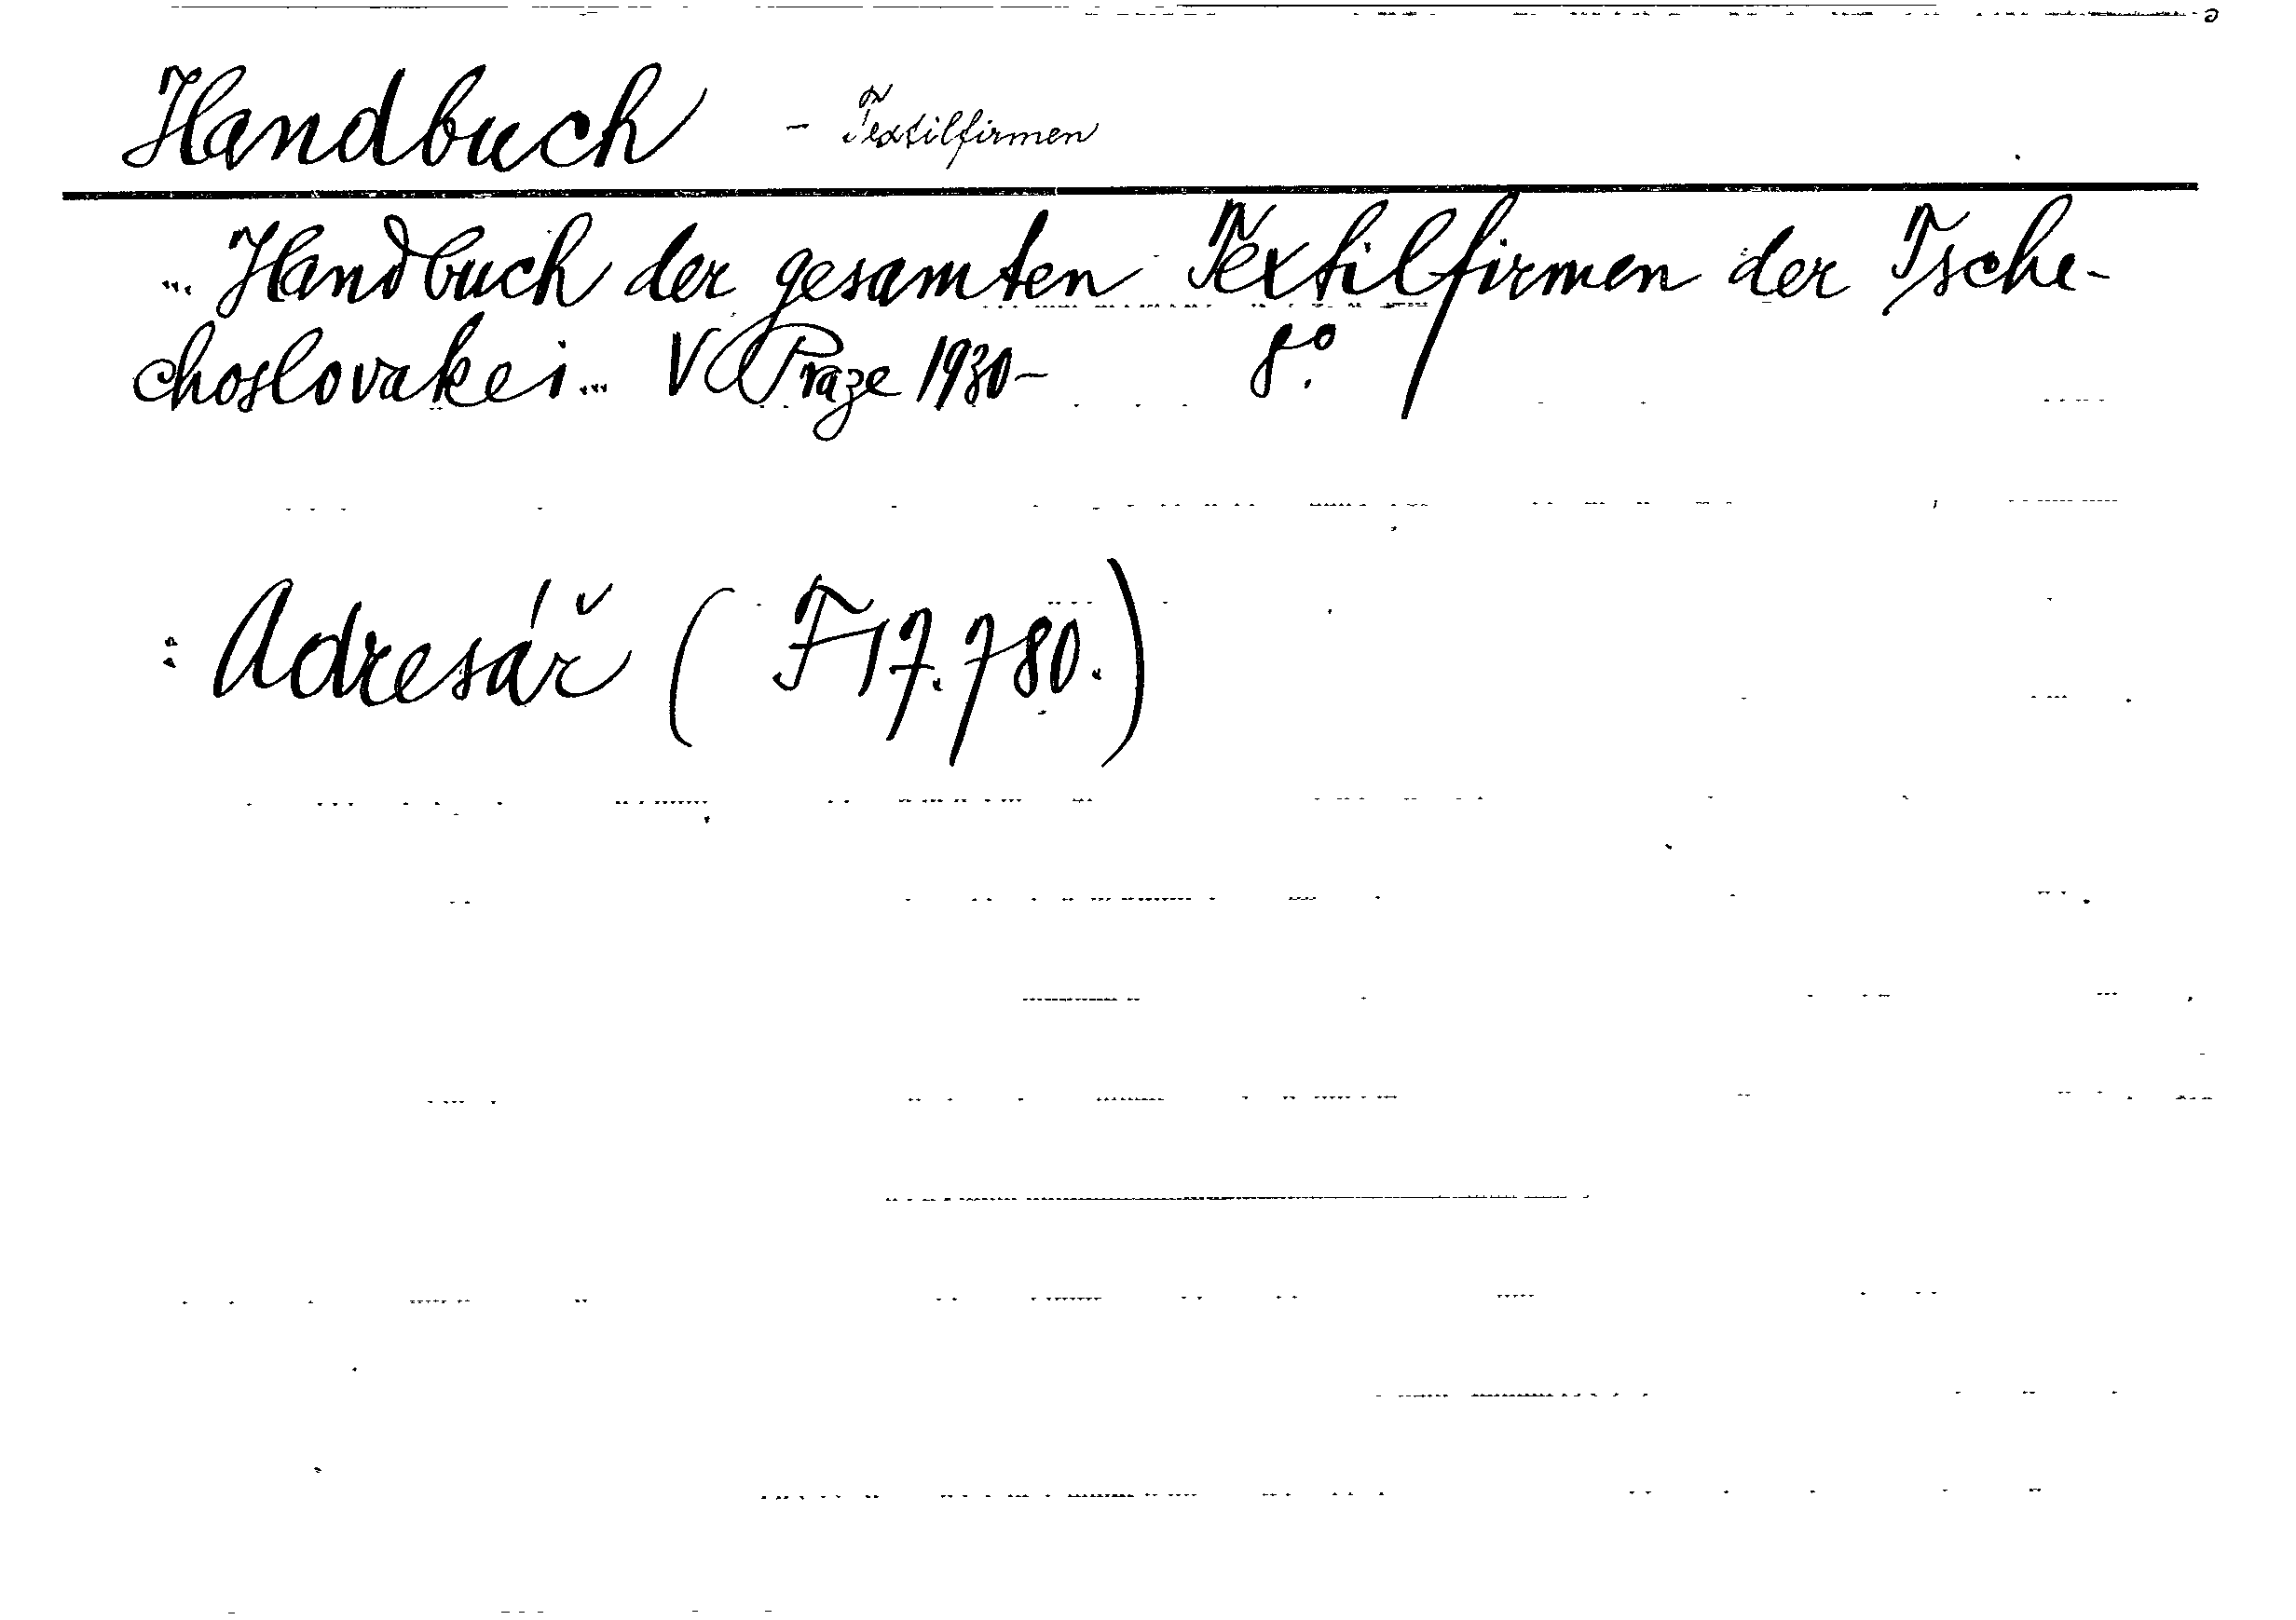 Handbuch - Textilfirmen
... Handbuch der gesamten Textilfirmen der Tsche-
choslovakei ... V Praze 1930- 8°.
: Adresář ( F 17.780.)